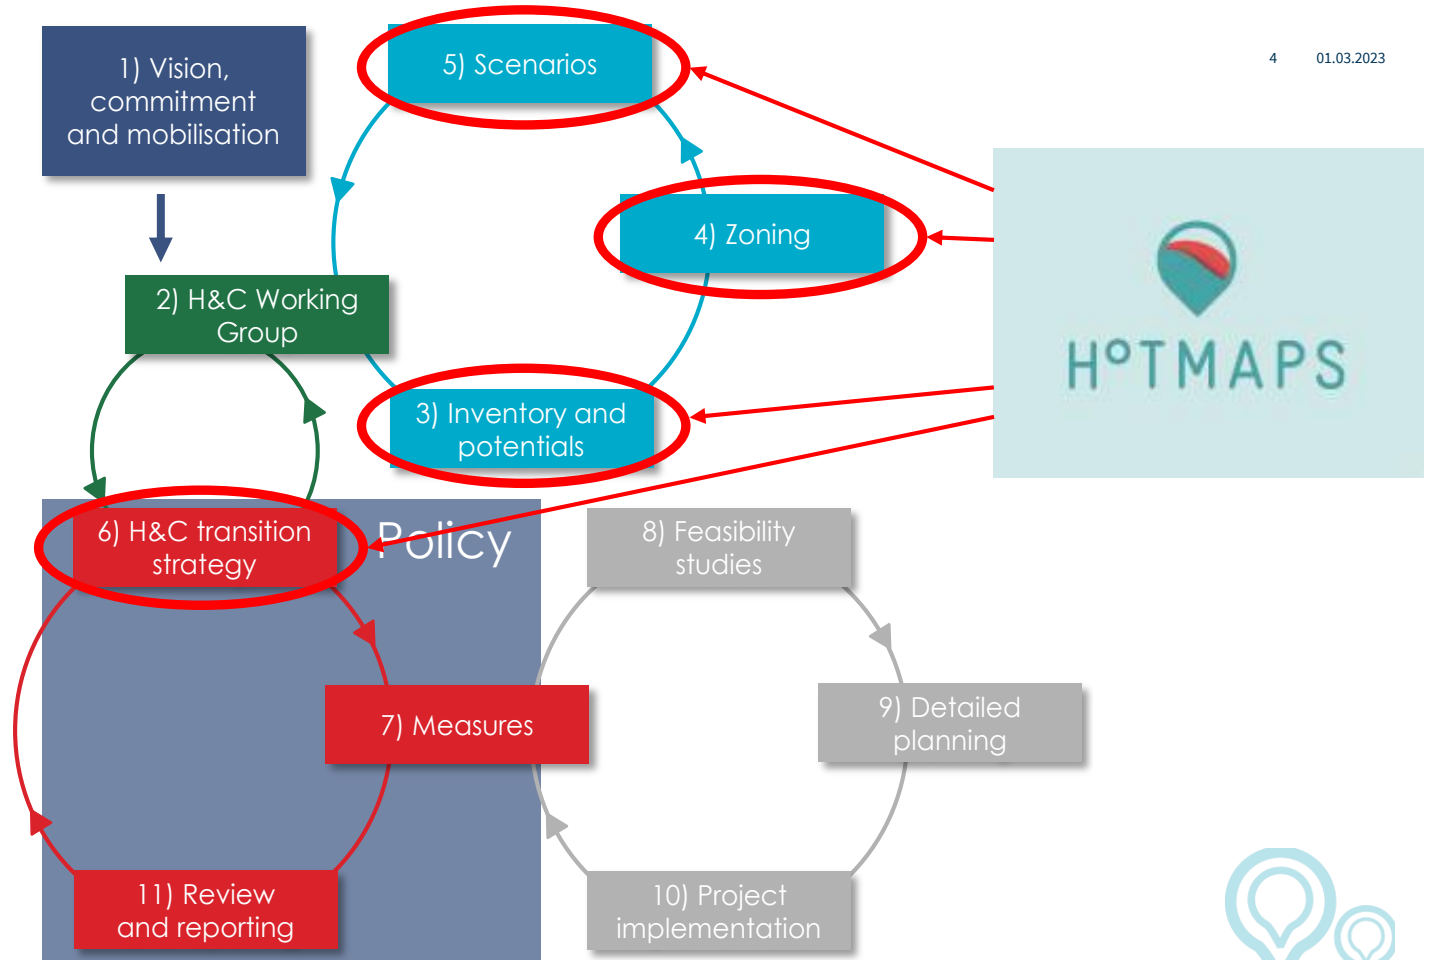 4 01.03.2023
1) Vision,
commitment
and mobilisation
5) Scenarios
4) Zoning
HOTMAPS
2) H&C Working
Group
3) Inventory and
potentials
6) H&C transition
strategy
Policy
8) Feasibility
studies
7) Measures
9) Detailed
planning
11) Review
and reporting
10) Project
implementation